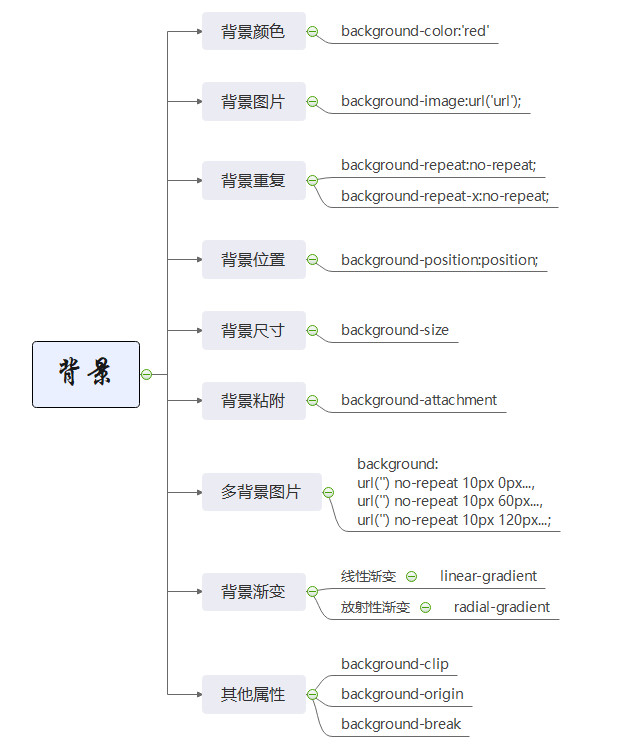 背景
背景颜色
background-color:'red'
背景图片
background-image:url('url');
背景重复
background-repeat:no-repeat;
background-repeat-x:no-repeat;
背景位置
background-position:position;
背景尺寸
background-size
背景粘附
background-attachment
多背景图片
background:
url('') no-repeat 10px 0px...,
url('') no-repeat 10px 60px...,
url('') no-repeat 10px 120px...;
背景渐变
线性渐变 linear-gradient
放射性渐变 radial-gradient
其他属性
background-clip
background-origin
background-break